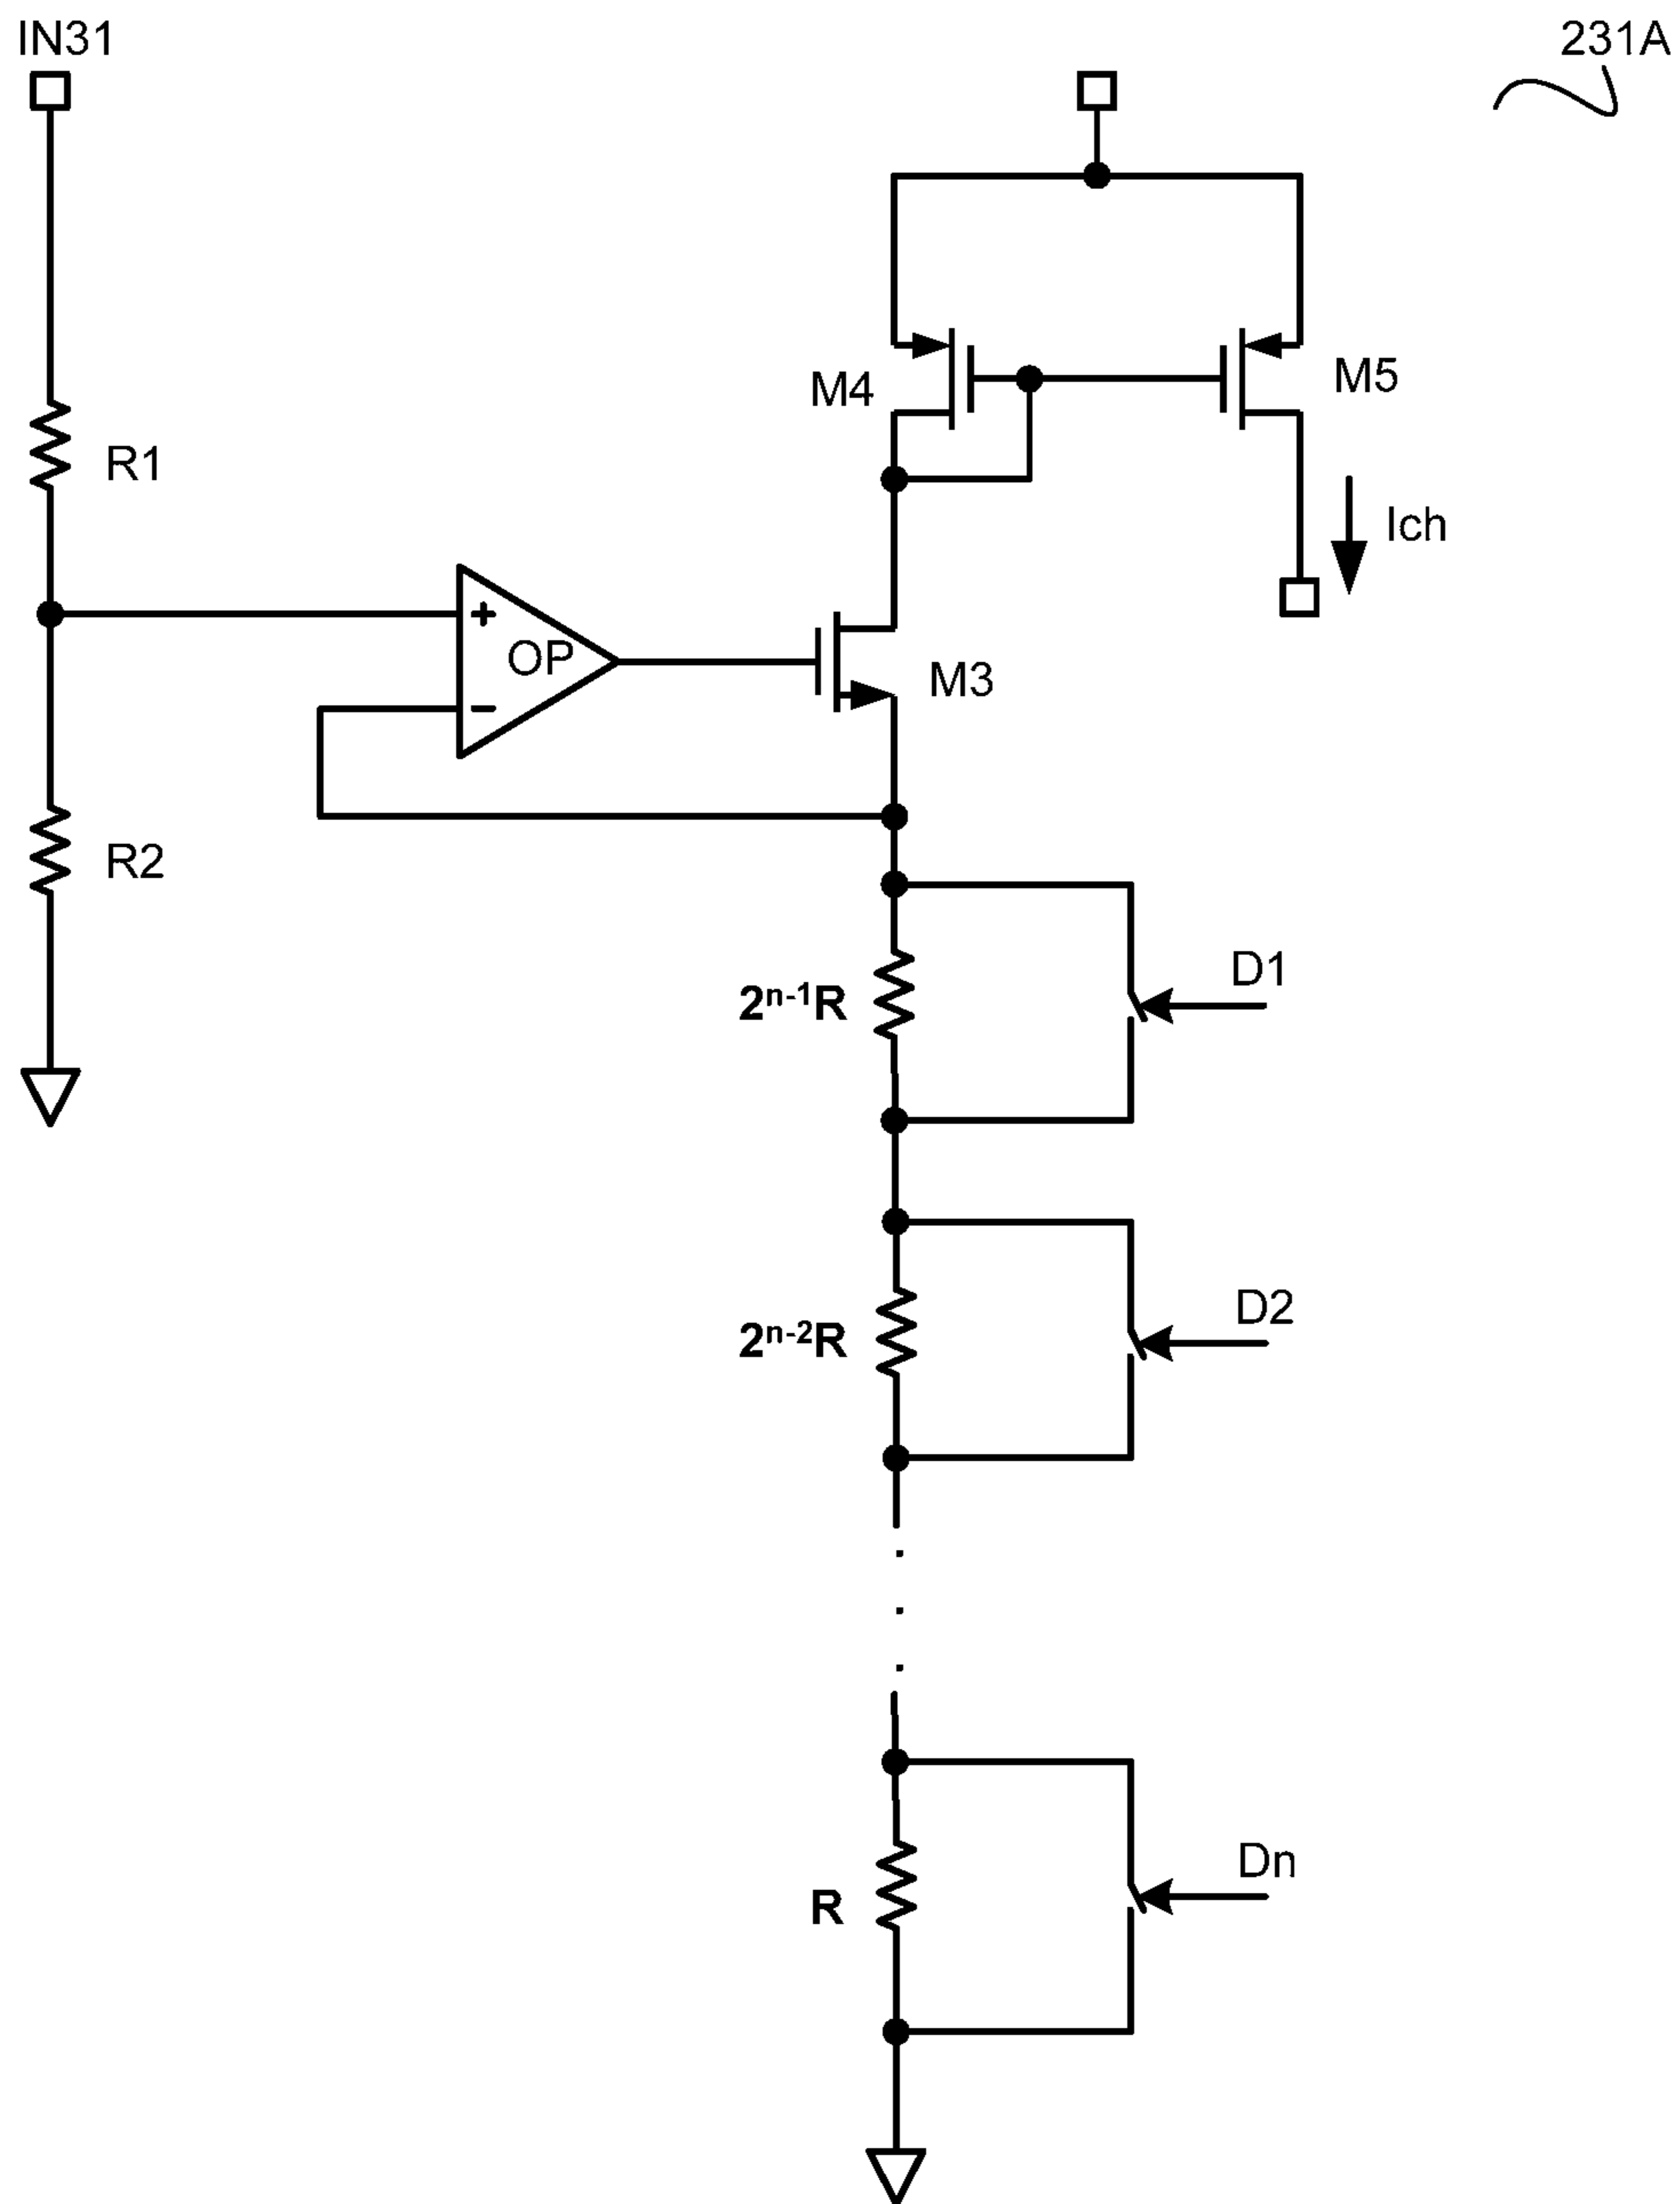 IN31
231A
R1
M4
M5
Ich
+
OP
−
M3
R2
2ⁿ⁻¹R
D1
2ⁿ⁻²R
D2
R
Dn